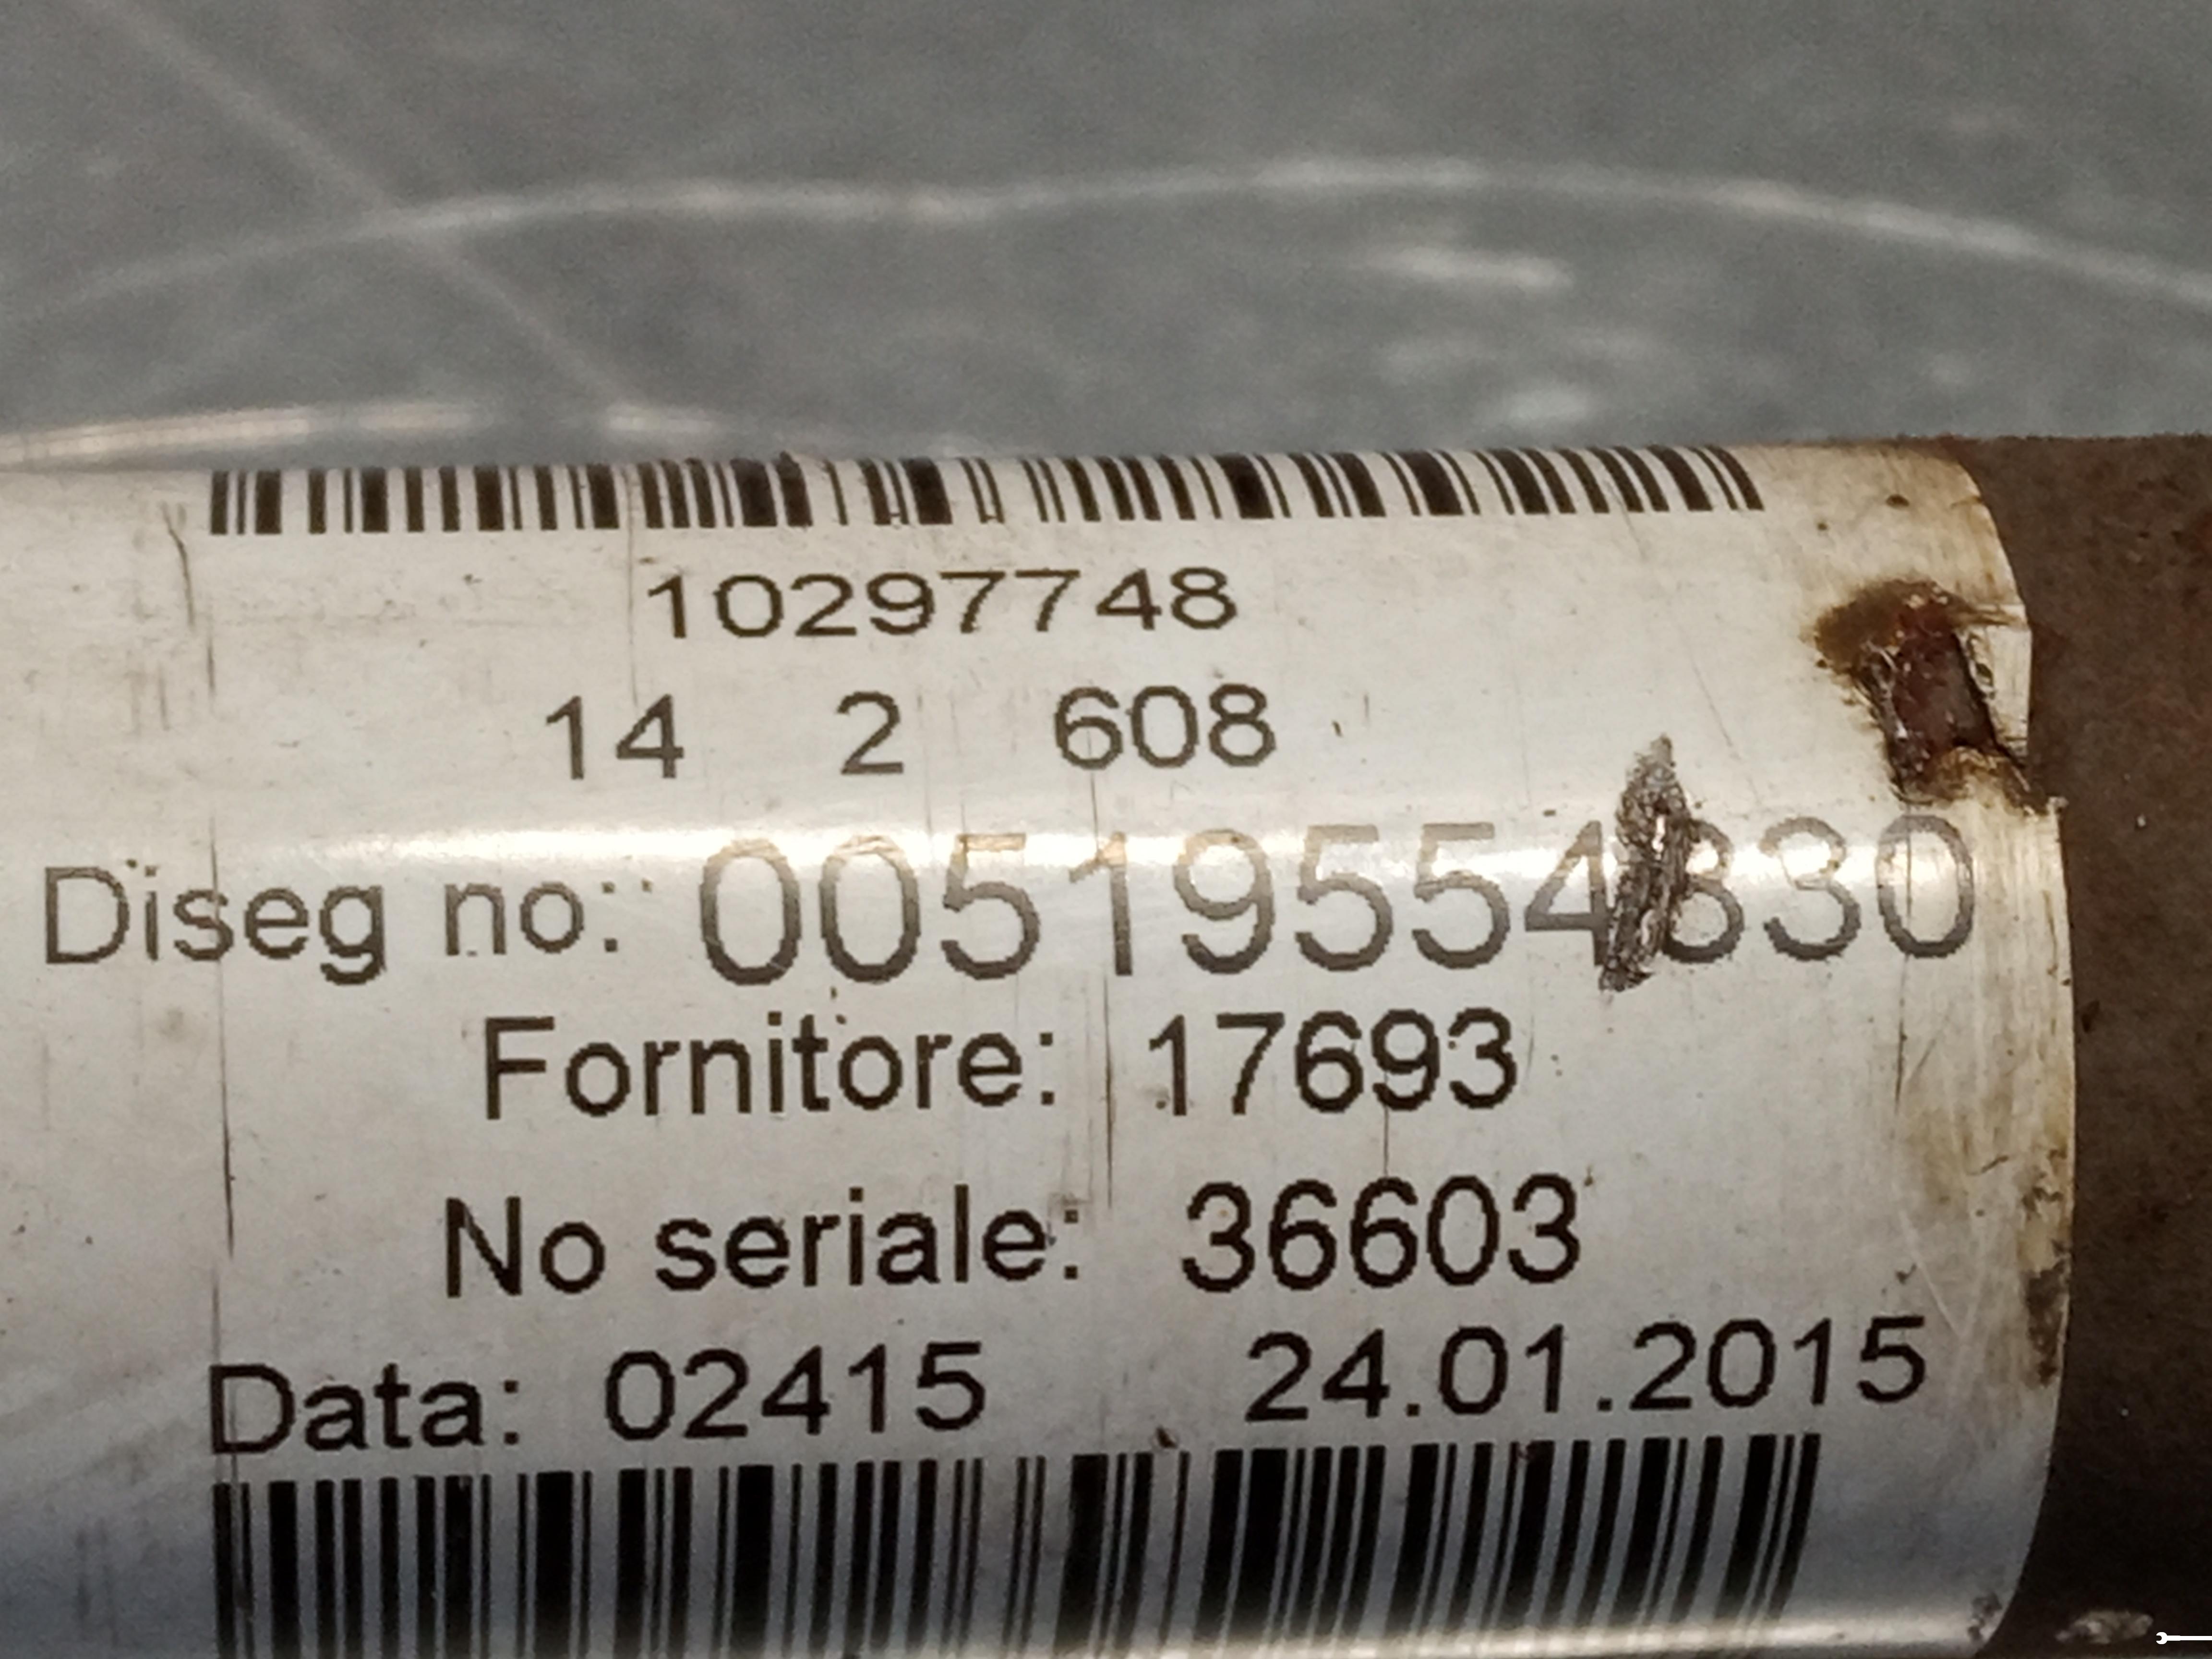 10297748
14 2 608
Diseg no: 00519554830
Fornitore: 17693
No seriale: 36603
Data: 02415 24.01.2015